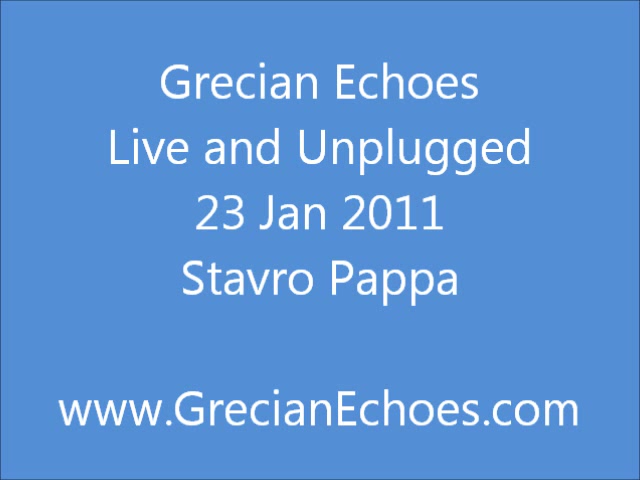 Grecian Echoes
Live and Unplugged
23 Jan 2011
Stavro Pappa
www.GrecianEchoes.com